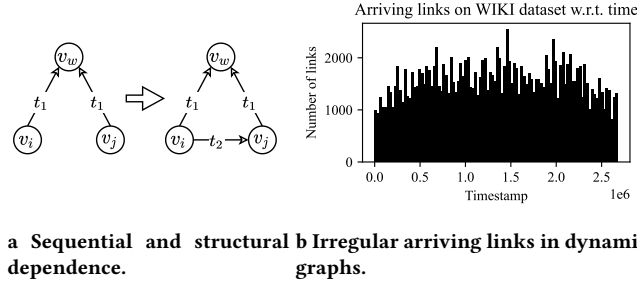 Arriving links on WIKI dataset w.r.t. time
v_w
v_w
t_1
t_1
t_1
t_1
v_i
v_j
v_i
t_2
v_j
Number of links
2000
1000
0
0.0 0.5 1.0 1.5 2.0 2.5
Timestamp
1e6
a Sequential and structural
dependence.
b Irregular arriving links in dynami
graphs.